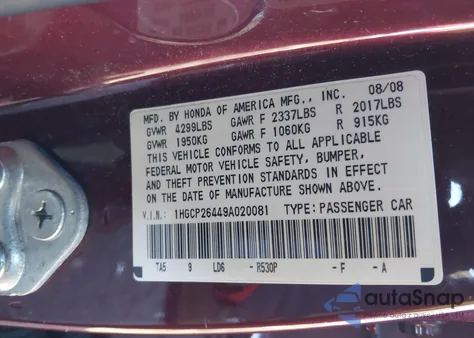 MFD. BY HONDA OF AMERICA MFG., INC. 08/08
GVWR 4299LBS GAWR F 2337LBS R 2017LBS
GVWR 1950KG GAWR F 1060KG R 915KG
THIS VEHICLE CONFORMS TO ALL APPLICABLE
FEDERAL MOTOR VEHICLE SAFETY, BUMPER,
AND THEFT PREVENTION STANDARDS IN EFFECT
ON THE DATE OF MANUFACTURE SHOWN ABOVE.
V.I.N.: 1HGCP26449A020081 TYPE: PASSENGER CAR
TA5 9 LD6 - R530P - F - A
autoSnap